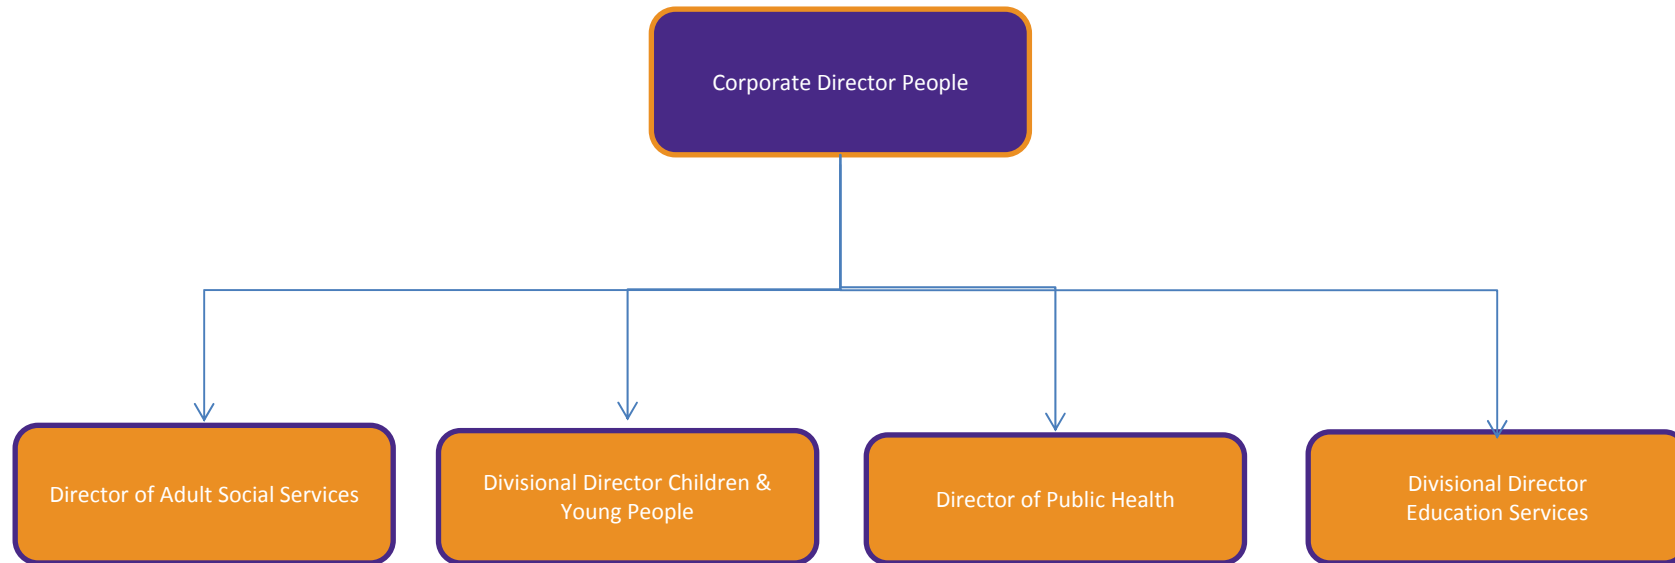 Corporate Director People
Director of Adult Social Services
Divisional Director Children &
Young People
Director of Public Health
Divisional Director
Education Services